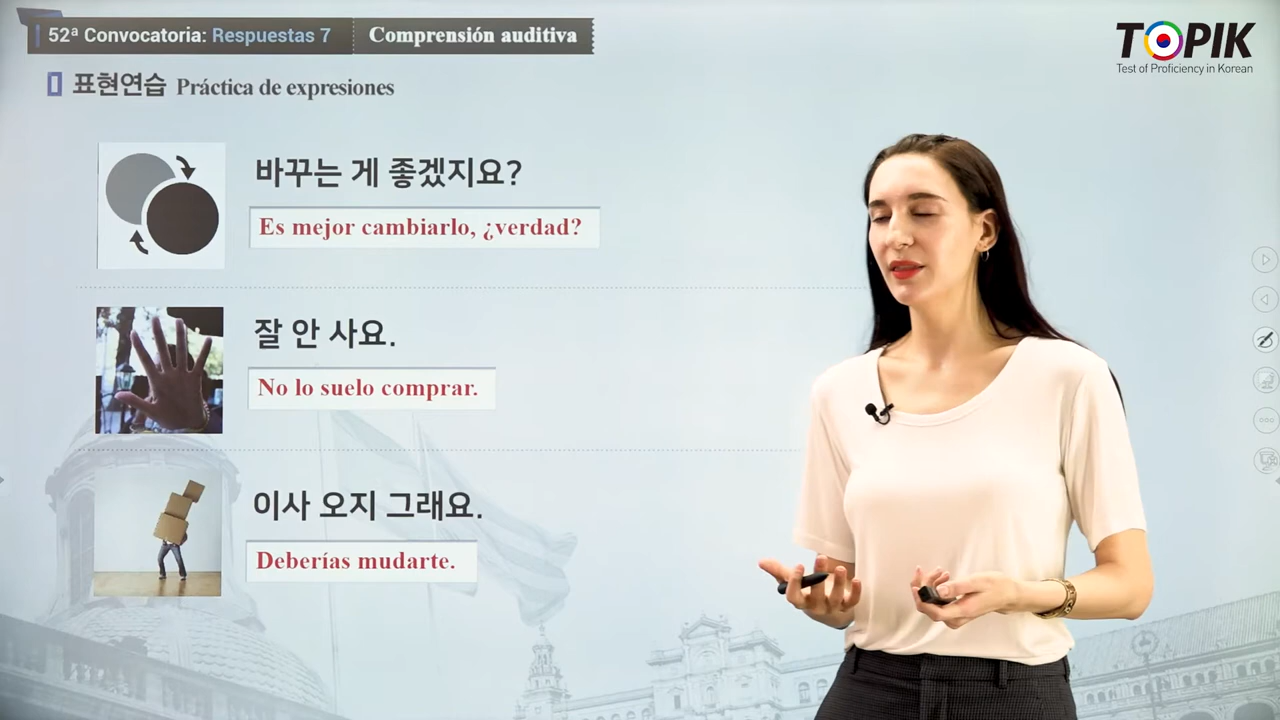 52ª Convocatoria: Respuestas 7 Comprensión auditiva
TOPIK
Test of Proficiency in Korean
표현연습 Práctica de expresiones
바꾸는 게 좋겠지요?
Es mejor cambiarlo, ¿verdad?
잘 안 사요.
No lo suelo comprar.
이사 오지 그래요.
Deberías mudarte.